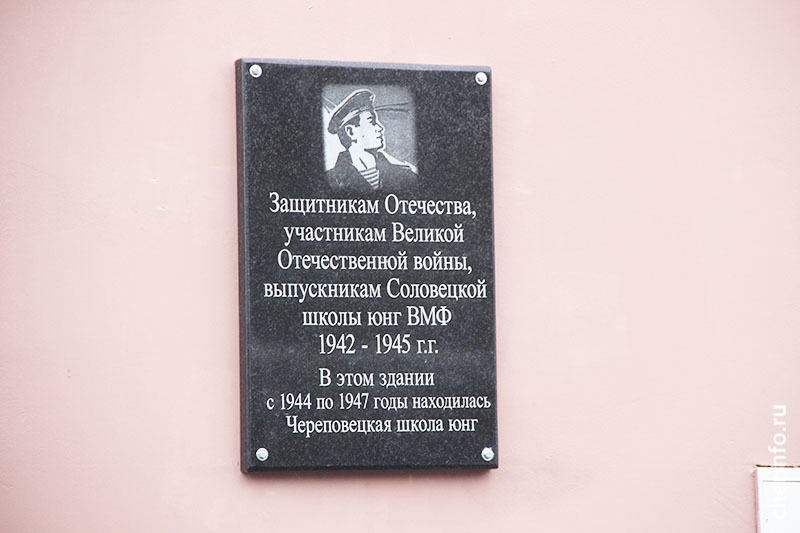 Защитникам Отечества,
участникам Великой
Отечественной войны,
выпускникам Соловецкой
школы юнг ВМФ
1942 - 1945 г.г.
В этом здании
с 1944 по 1947 годы находилась
Череповецкая школа юнг